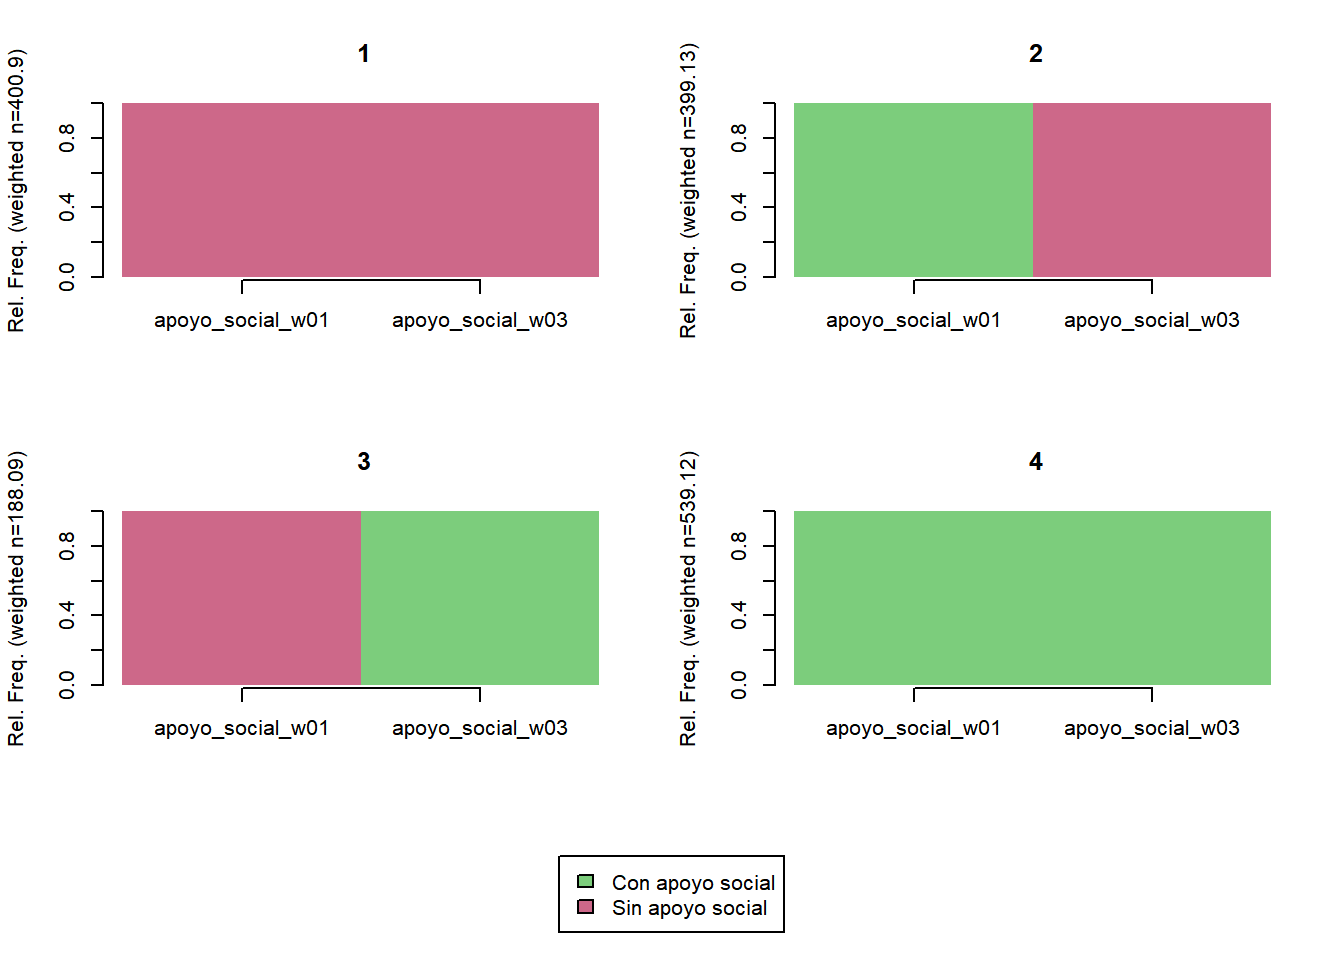 1
Rel. Freq. (weighted n=400.9)
0.8
0.4
0.0
apoyo_social_w01 apoyo_social_w03
2
Rel. Freq. (weighted n=399.13)
0.8
0.4
0.0
apoyo_social_w01 apoyo_social_w03
3
Rel. Freq. (weighted n=188.09)
0.8
0.4
0.0
apoyo_social_w01 apoyo_social_w03
4
Rel. Freq. (weighted n=539.12)
0.8
0.4
0.0
apoyo_social_w01 apoyo_social_w03
Con apoyo social
Sin apoyo social